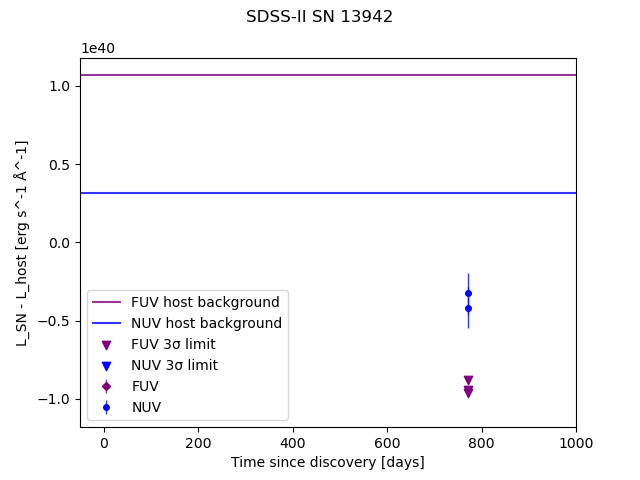 SDSS-II SN 13942
1e40
1.0
0.5
0.0
−0.5
−1.0
L_SN - L_host [erg s^-1 Å^-1]
FUV host background
NUV host background
FUV 3σ limit
NUV 3σ limit
FUV
NUV
0
200
400
600
800
1000
Time since discovery [days]